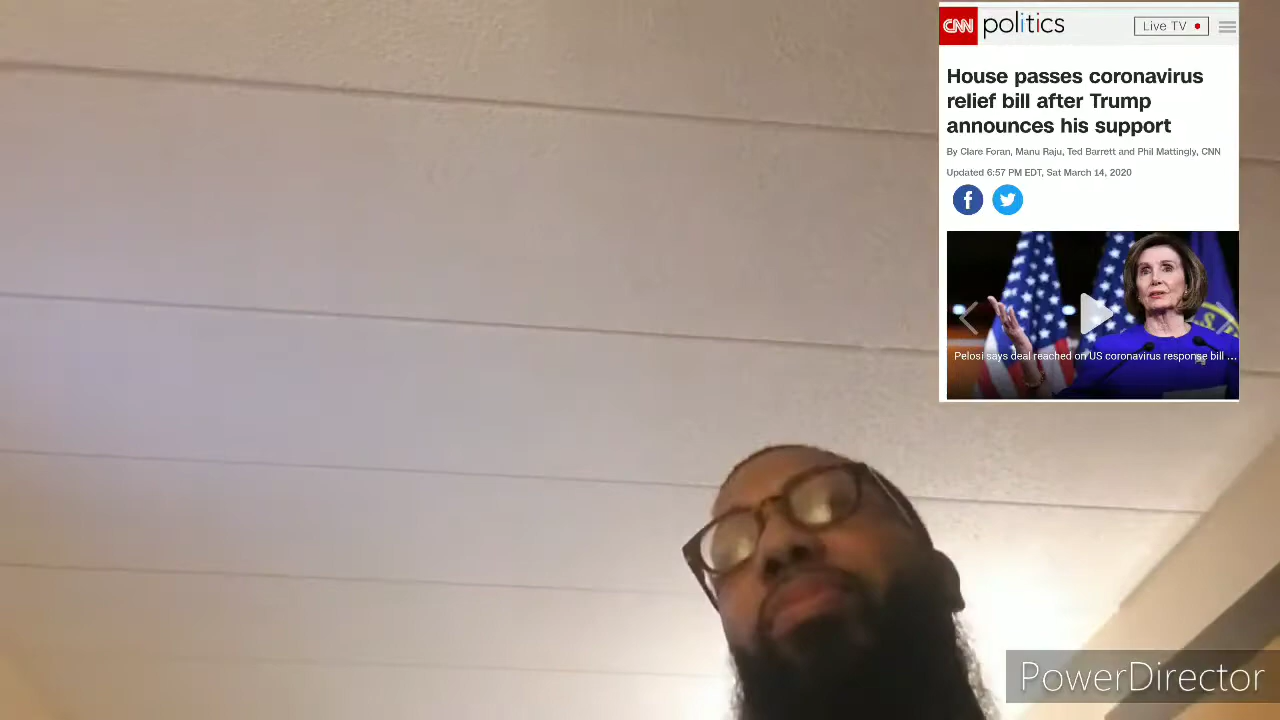 CNN politics
Live TV
House passes coronavirus
relief bill after Trump
announces his support
By Clare Foran, Manu Raju, Ted Barrett and Phil Mattingly, CNN
Updated 6:57 PM EDT, Sat March 14, 2020
Pelosi says deal reached on US coronavirus response bill ...
PowerDirector